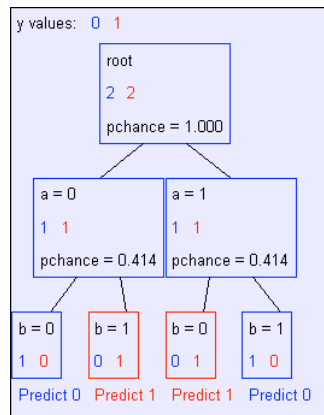 y values: 0 1
root
2 2
pchance = 1.000
a = 0
1 1
pchance = 0.414
a = 1
1 1
pchance = 0.414
b = 0
1 0
Predict 0
b = 1
0 1
Predict 1
b = 0
0 1
Predict 1
b = 1
1 0
Predict 0